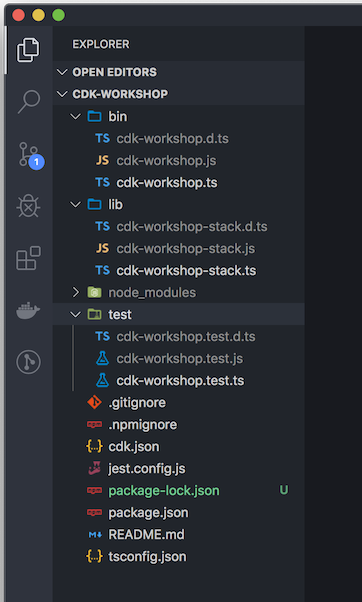 EXPLORER
OPEN EDITORS
CDK-WORKSHOP
bin
TS cdk-workshop.d.ts
JS cdk-workshop.js
TS cdk-workshop.ts
lib
1
TS cdk-workshop-stack.d.ts
JS cdk-workshop-stack.js
TS cdk-workshop-stack.ts
node_modules
test
TS cdk-workshop.test.d.ts
cdk-workshop.test.js
cdk-workshop.test.ts
.gitignore
.npmignore
{..} cdk.json
jest.config.js
package-lock.json U
package.json
README.md
{..} tsconfig.json